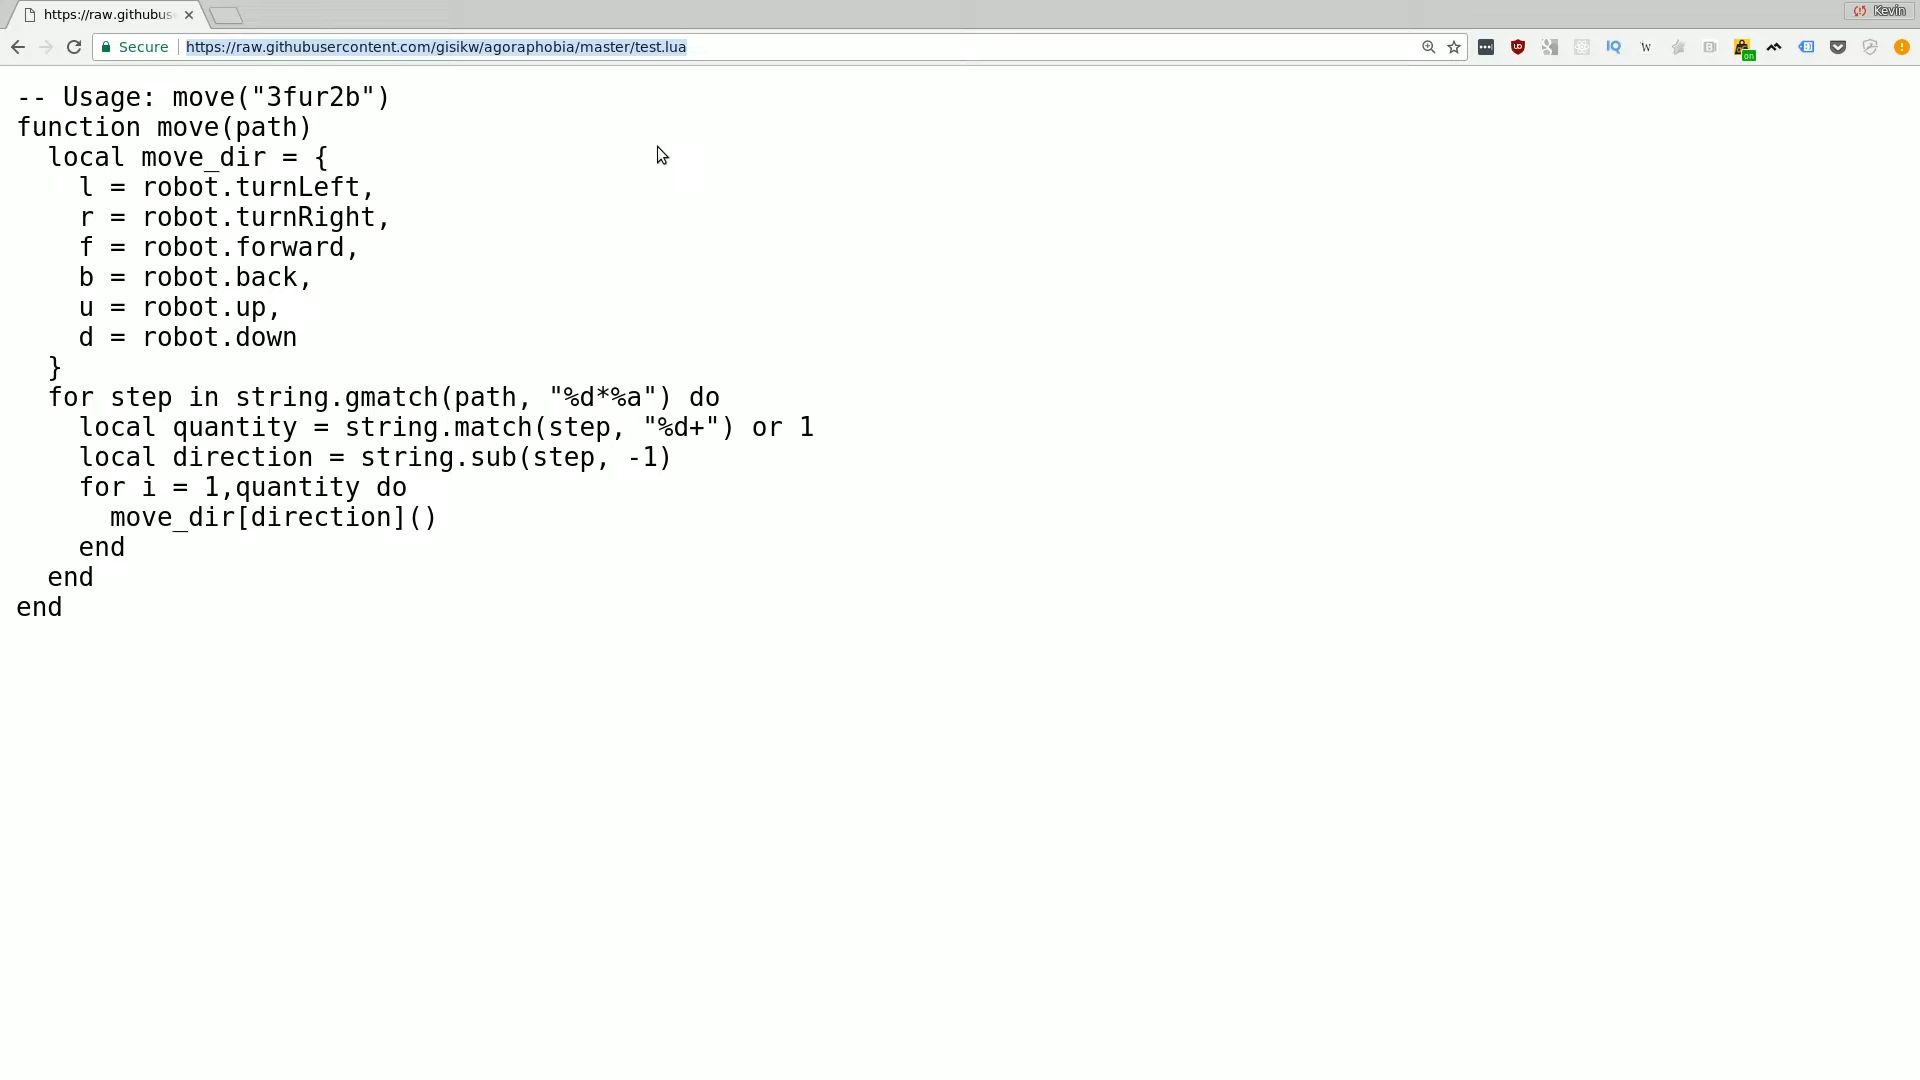 https://raw.githubus
Kevin
Secure
https://raw.githubusercontent.com/gisikw/agoraphobia/master/test.lua
IQ
W
on
-- Usage: move("3fur2b")
function move(path)
  local move_dir = {
    l = robot.turnLeft,
    r = robot.turnRight,
    f = robot.forward,
    b = robot.back,
    u = robot.up,
    d = robot.down
  }
  for step in string.gmatch(path, "%d*%a") do
    local quantity = string.match(step, "%d+") or 1
    local direction = string.sub(step, -1)
    for i = 1,quantity do
      move_dir[direction]()
    end
  end
end